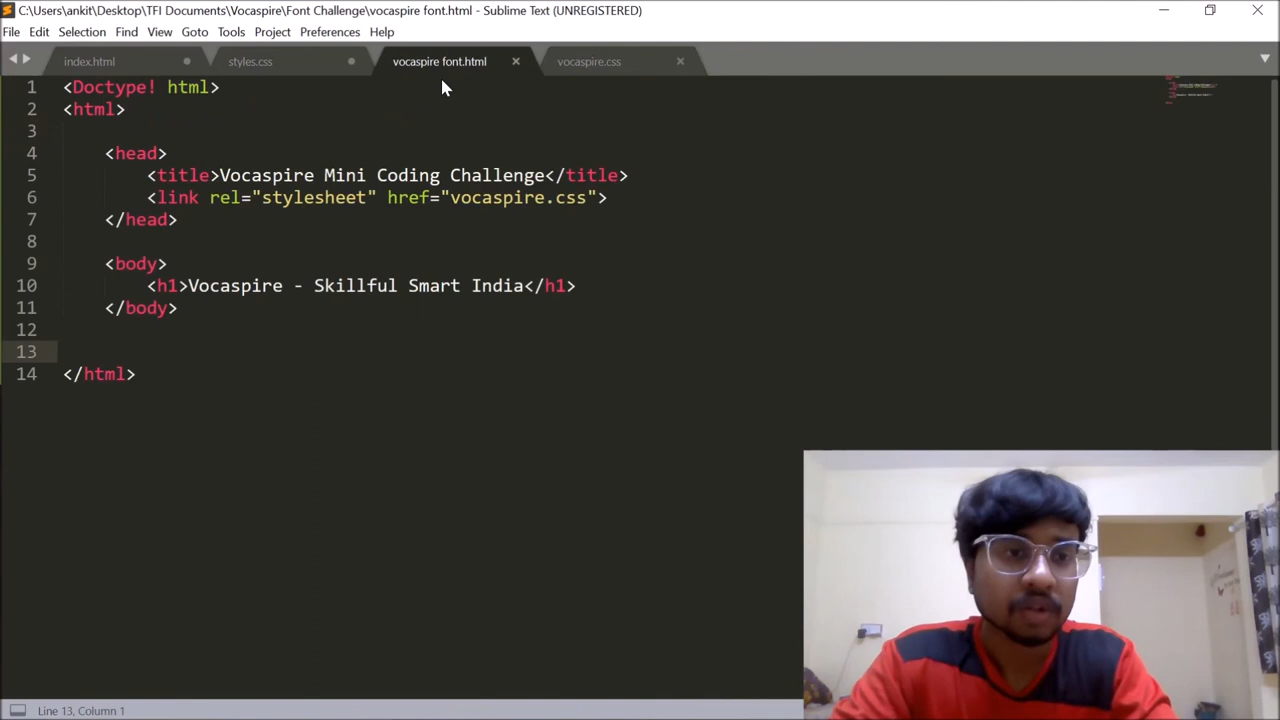 C:\Users\ankit\Desktop\TFI Documents\Vocaspire\Font Challenge\vocaspire font.html - Sublime Text (UNREGISTERED)
File Edit Selection Find View Goto Tools Project Preferences Help
index.html styles.css vocaspire font.html vocaspire.css
1 <Doctype! html>
2 <html>
3
4 <head>
5 <title>Vocaspire Mini Coding Challenge</title>
6 <link rel="stylesheet" href="vocaspire.css">
7 </head>
8
9 <body>
10 <h1>Vocaspire - Skillful Smart India</h1>
11 </body>
12
13
14 </html>
Line 13, Column 1